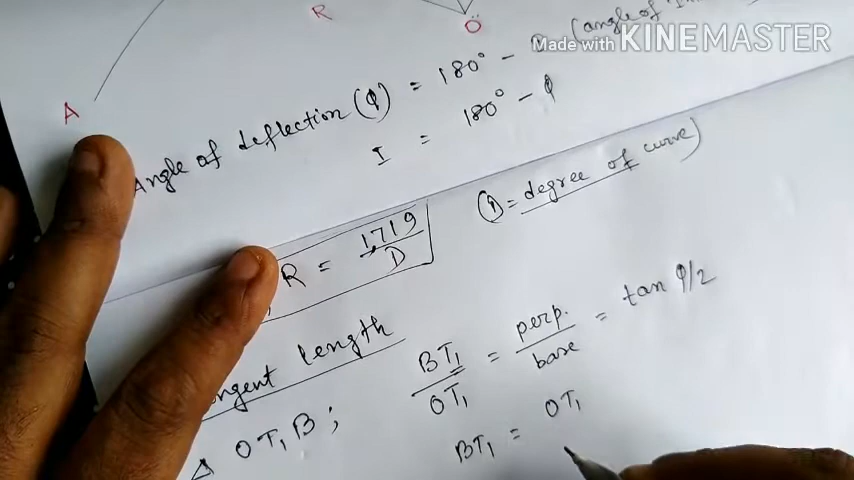 R
O
A
Made with KINEMASTER
(angle of
Angle of deflection (ϕ) = 180° -
I = 180° - ϕ
R = 1719/D
= degree of curve)
ngent length
BT₁/OT₁ = perp./base = tan ϕ/2
Δ OT₁B ;
BT₁ = OT₁